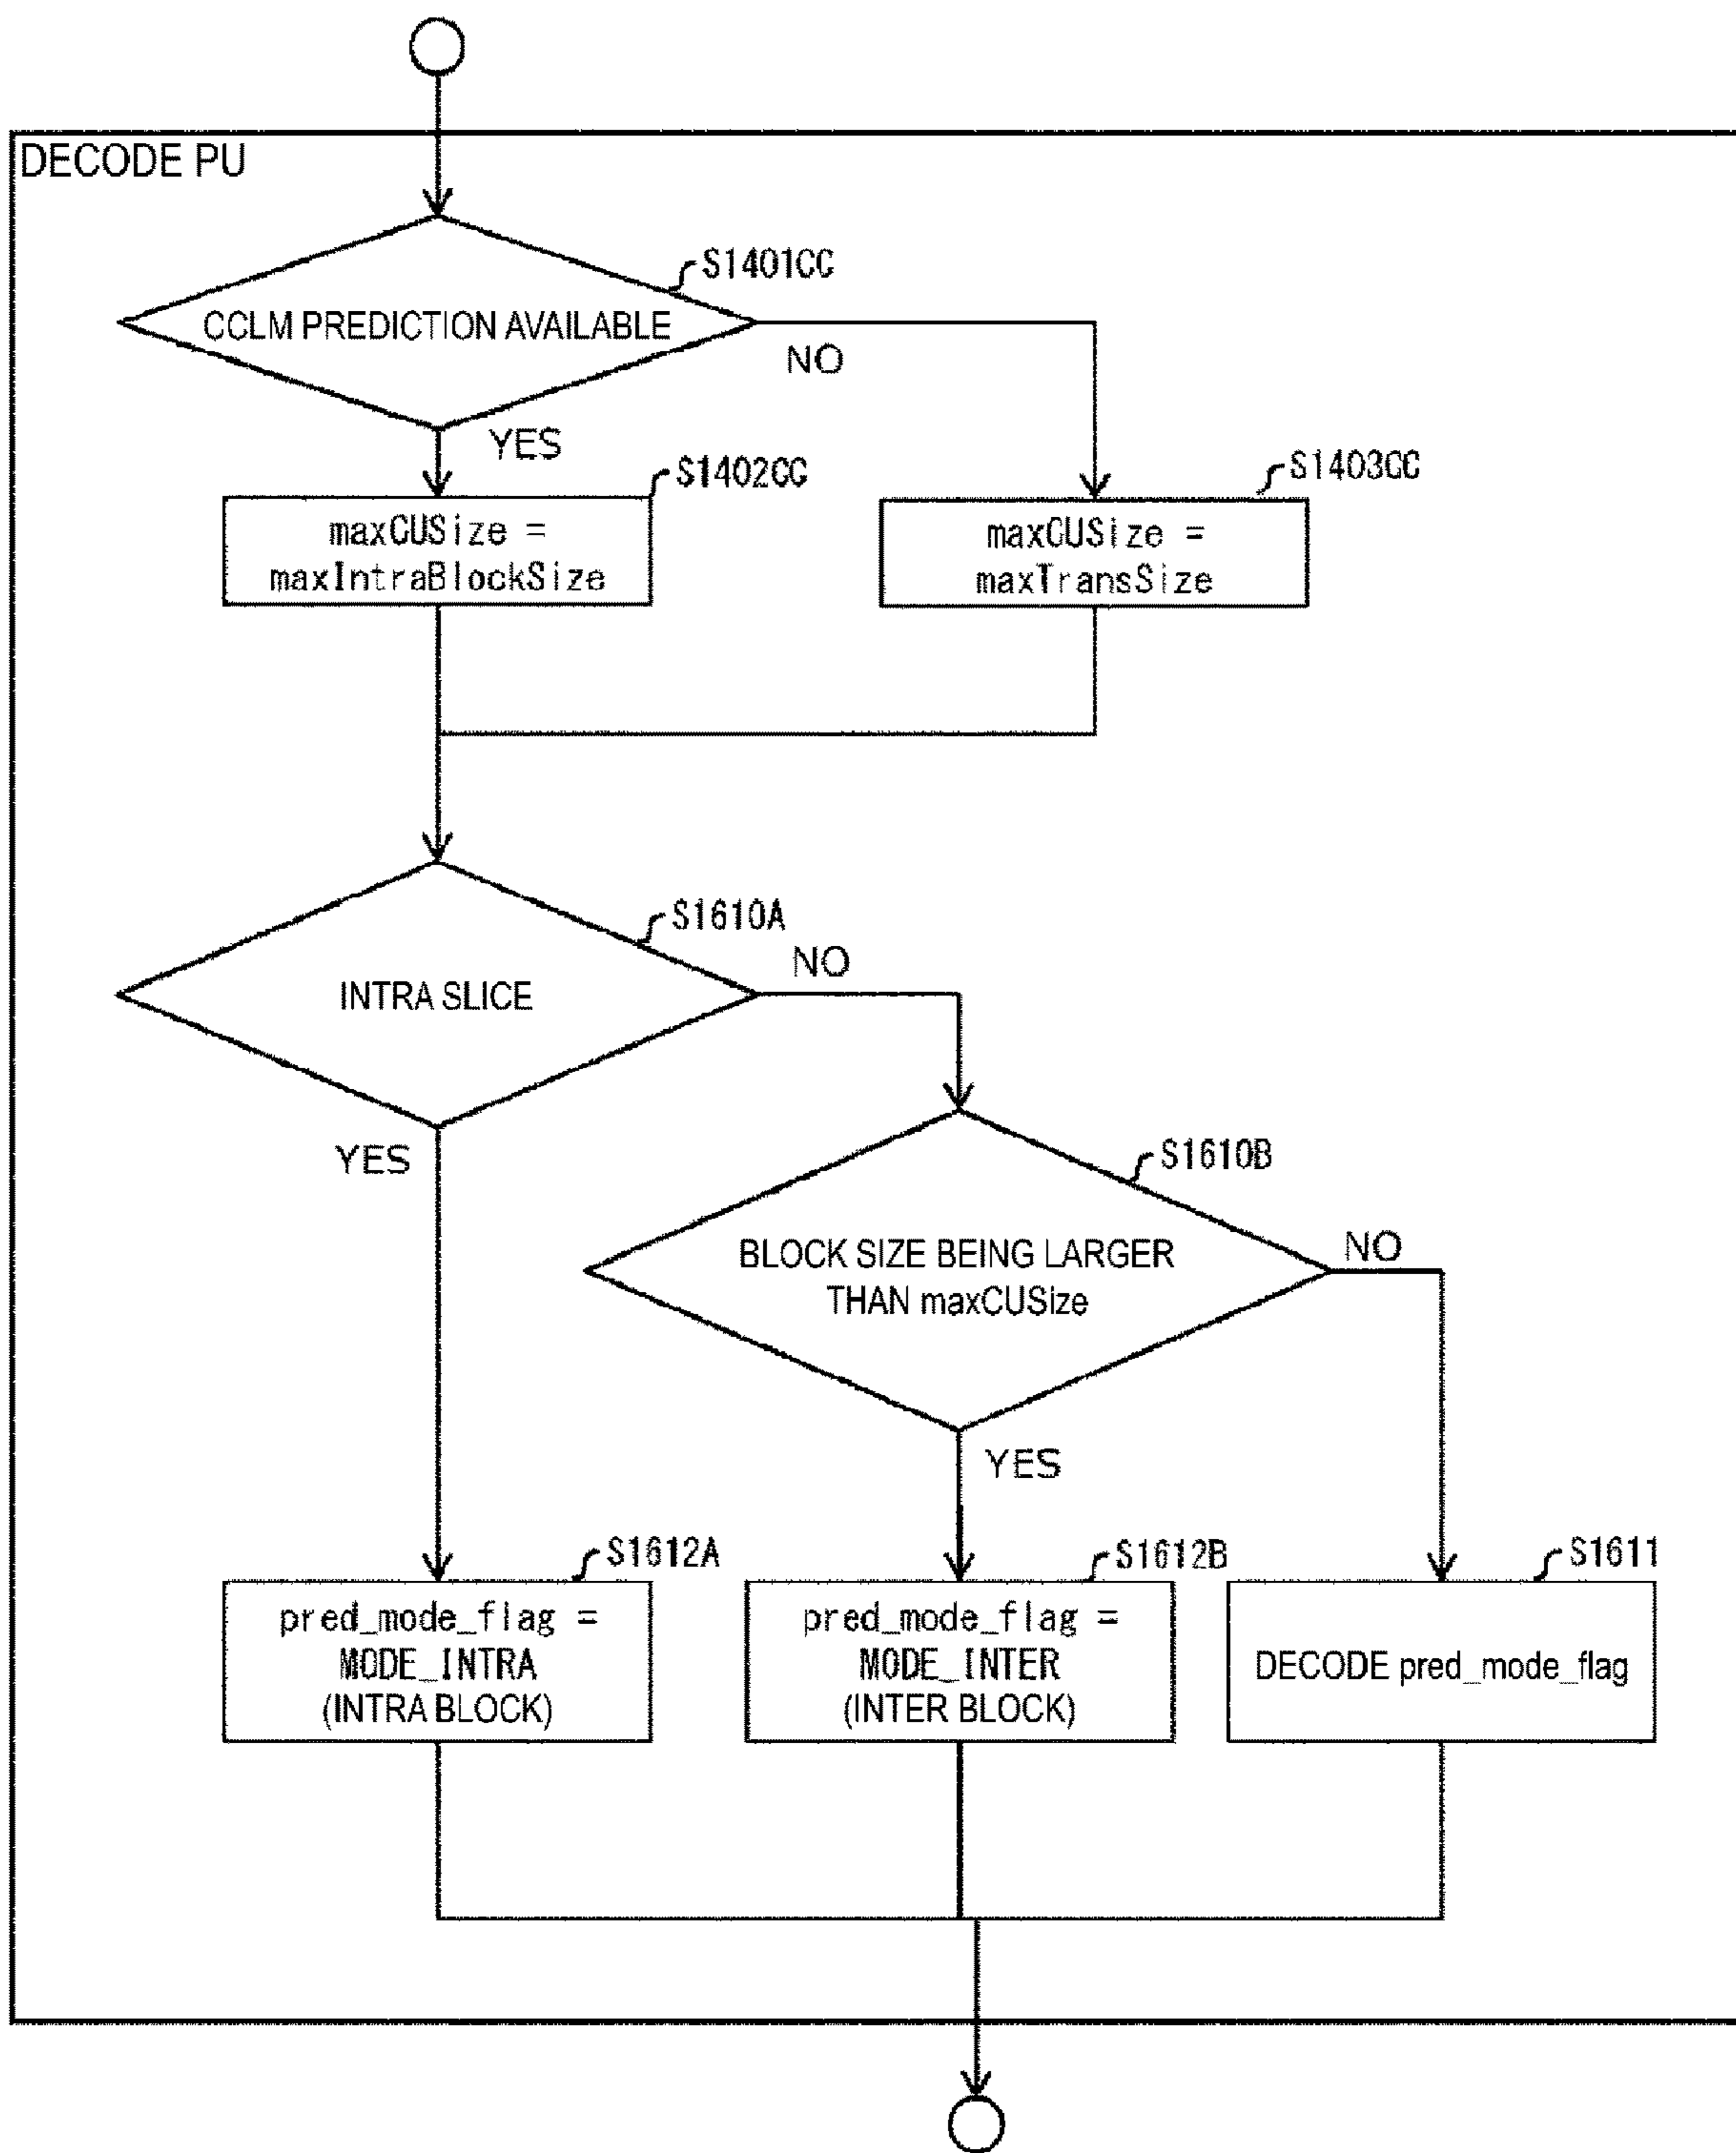 DECODE PU
S1401CC
CCLM PREDICTION AVAILABLE
NO
YES
S1402CC
S1403CC
maxCUSize =
maxIntraBlockSize
maxCUSize =
maxTransSize
S1610A
NO
INTRA SLICE
YES
S1610B
NO
BLOCK SIZE BEING LARGER
THAN maxCUSize
YES
S1612A
S1612B
S1611
pred_mode_flag =
MODE_INTRA
(INTRA BLOCK)
pred_mode_flag =
MODE_INTER
(INTER BLOCK)
DECODE pred_mode_flag